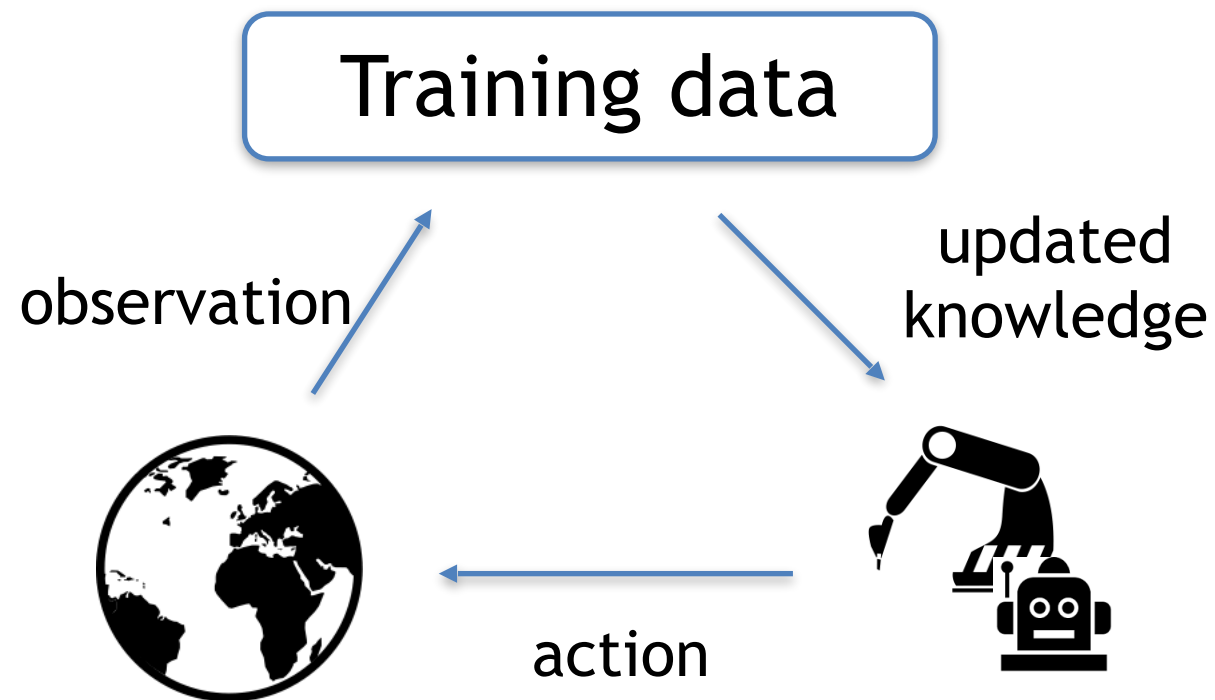 Training data
observation
updated
knowledge
action